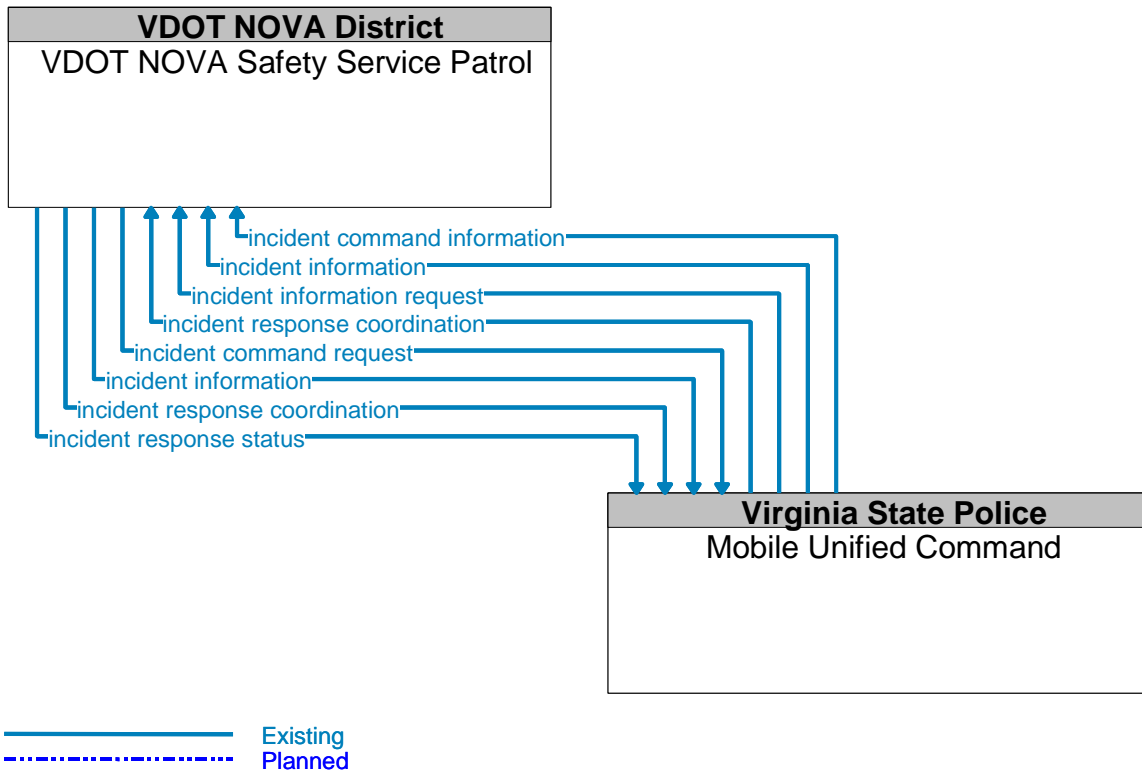 VDOT NOVA District
VDOT NOVA Safety Service Patrol
incident command information
incident information
incident information request
incident response coordination
incident command request
incident information
incident response coordination
incident response status
Virginia State Police
Mobile Unified Command
Existing
Planned